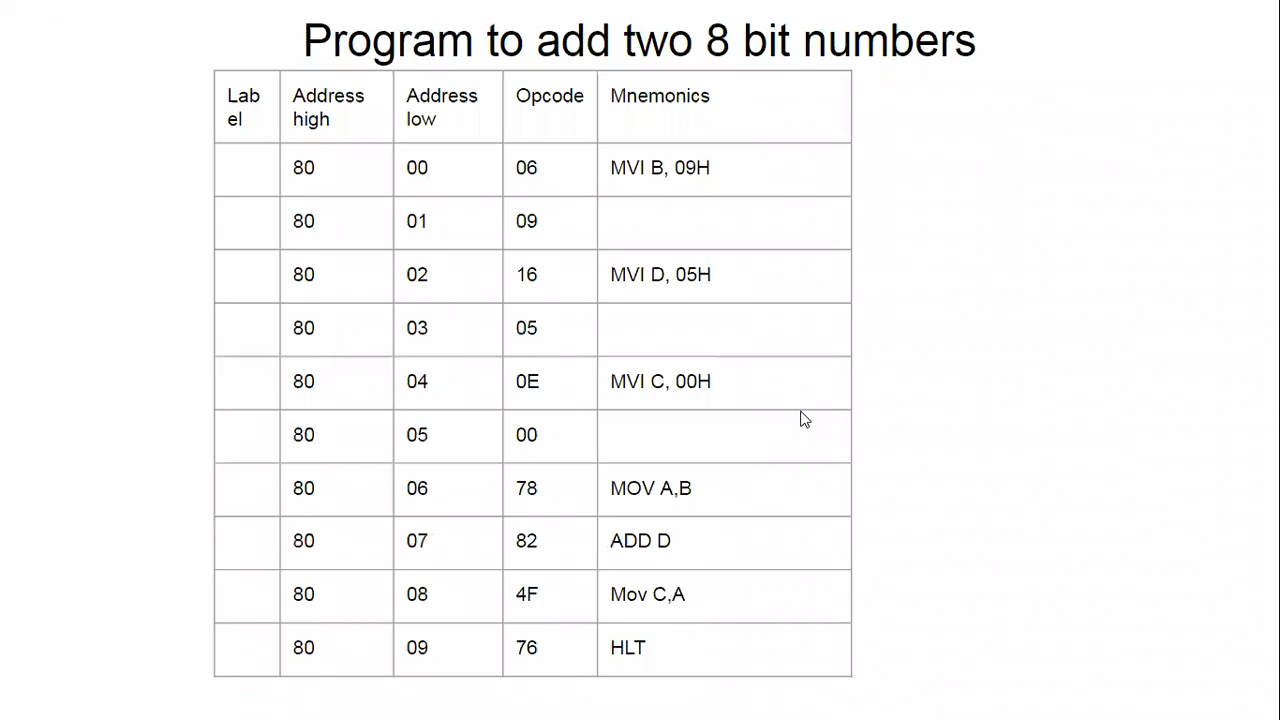 Program to add two 8 bit numbers
Lab
el
Address
high
Address
low
Opcode
Mnemonics
80 00 06 MVI B, 09H
80 01 09
80 02 16 MVI D, 05H
80 03 05
80 04 0E MVI C, 00H
80 05 00
80 06 78 MOV A,B
80 07 82 ADD D
80 08 4F Mov C,A
80 09 76 HLT